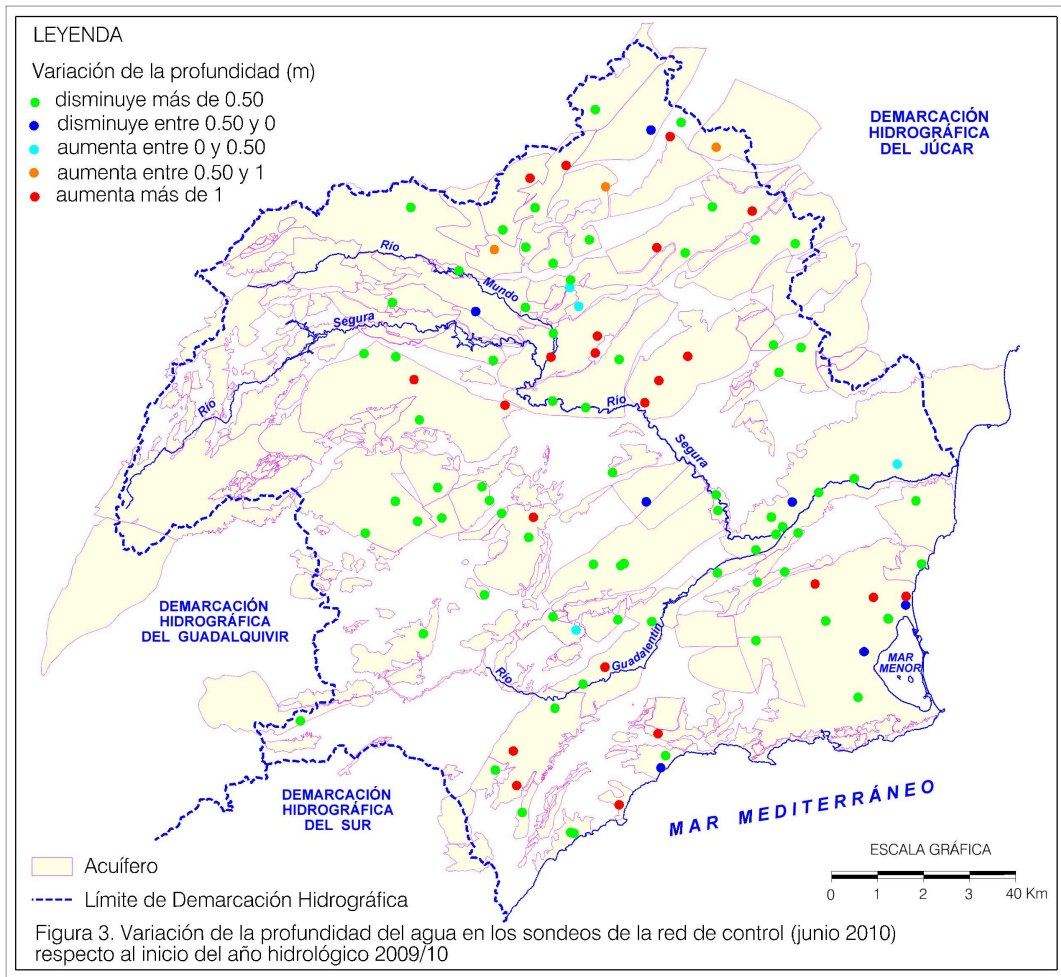 LEYENDA
Variación de la profundidad (m)
disminuye más de 0.50
disminuye entre 0.50 y 0
aumenta entre 0 y 0.50
aumenta entre 0.50 y 1
aumenta más de 1
DEMARCACIÓN
HIDROGRÁFICA
DEL JÚCAR
Río
Mundo
Segura
Río
Río
Segura
DEMARCACIÓN
HIDROGRÁFICA
DEL GUADALQUIVIR
Guadalentín
Río
MAR
MENOR
DEMARCACIÓN
HIDROGRÁFICA
DEL SUR
MAR MEDITERRÁNEO
ESCALA GRÁFICA
0 1 2 3 40 Km
Acuífero
Límite de Demarcación Hidrográfica
Figura 3. Variación de la profundidad del agua en los sondeos de la red de control (junio 2010)
respecto al inicio del año hidrológico 2009/10